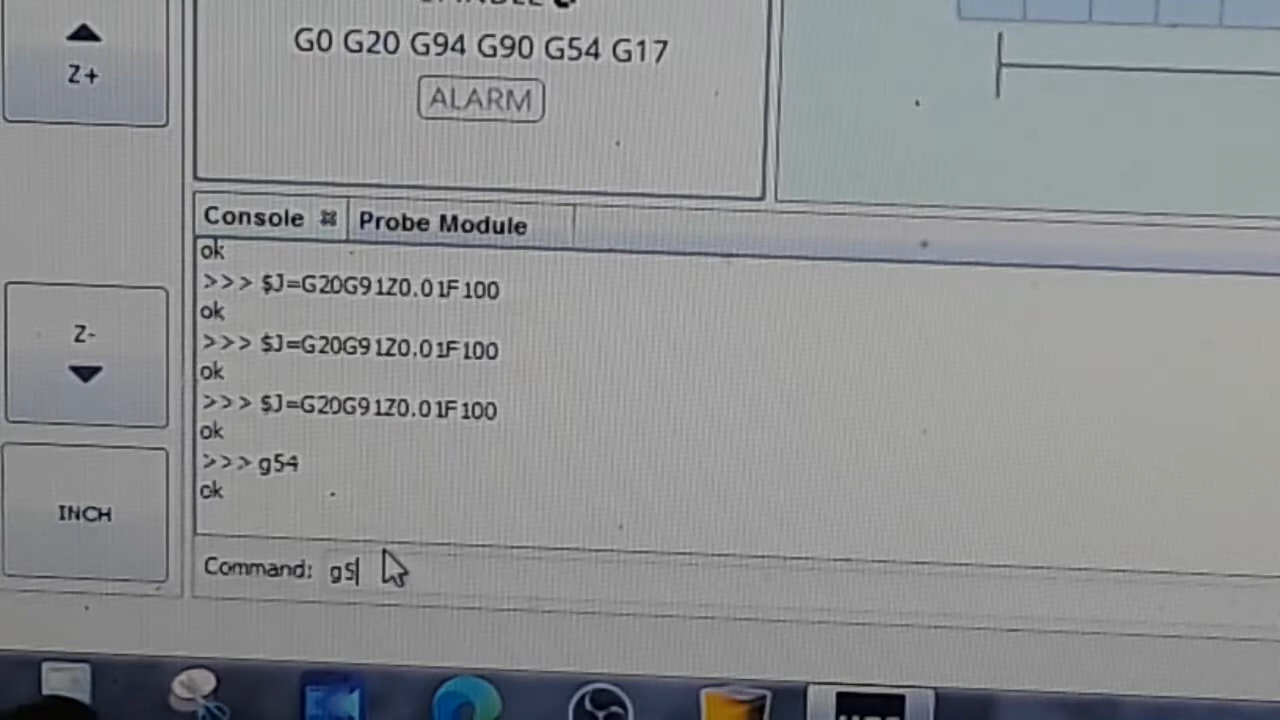 Z+
G0 G20 G94 G90 G54 G17
ALARM
Console Probe Module
ok
>>> $J=G20G91Z0.01F100
ok
>>> $J=G20G91Z0.01F100
ok
>>> $J=G20G91Z0.01F100
ok
>>> g54
ok
Z-
INCH
Command: g5